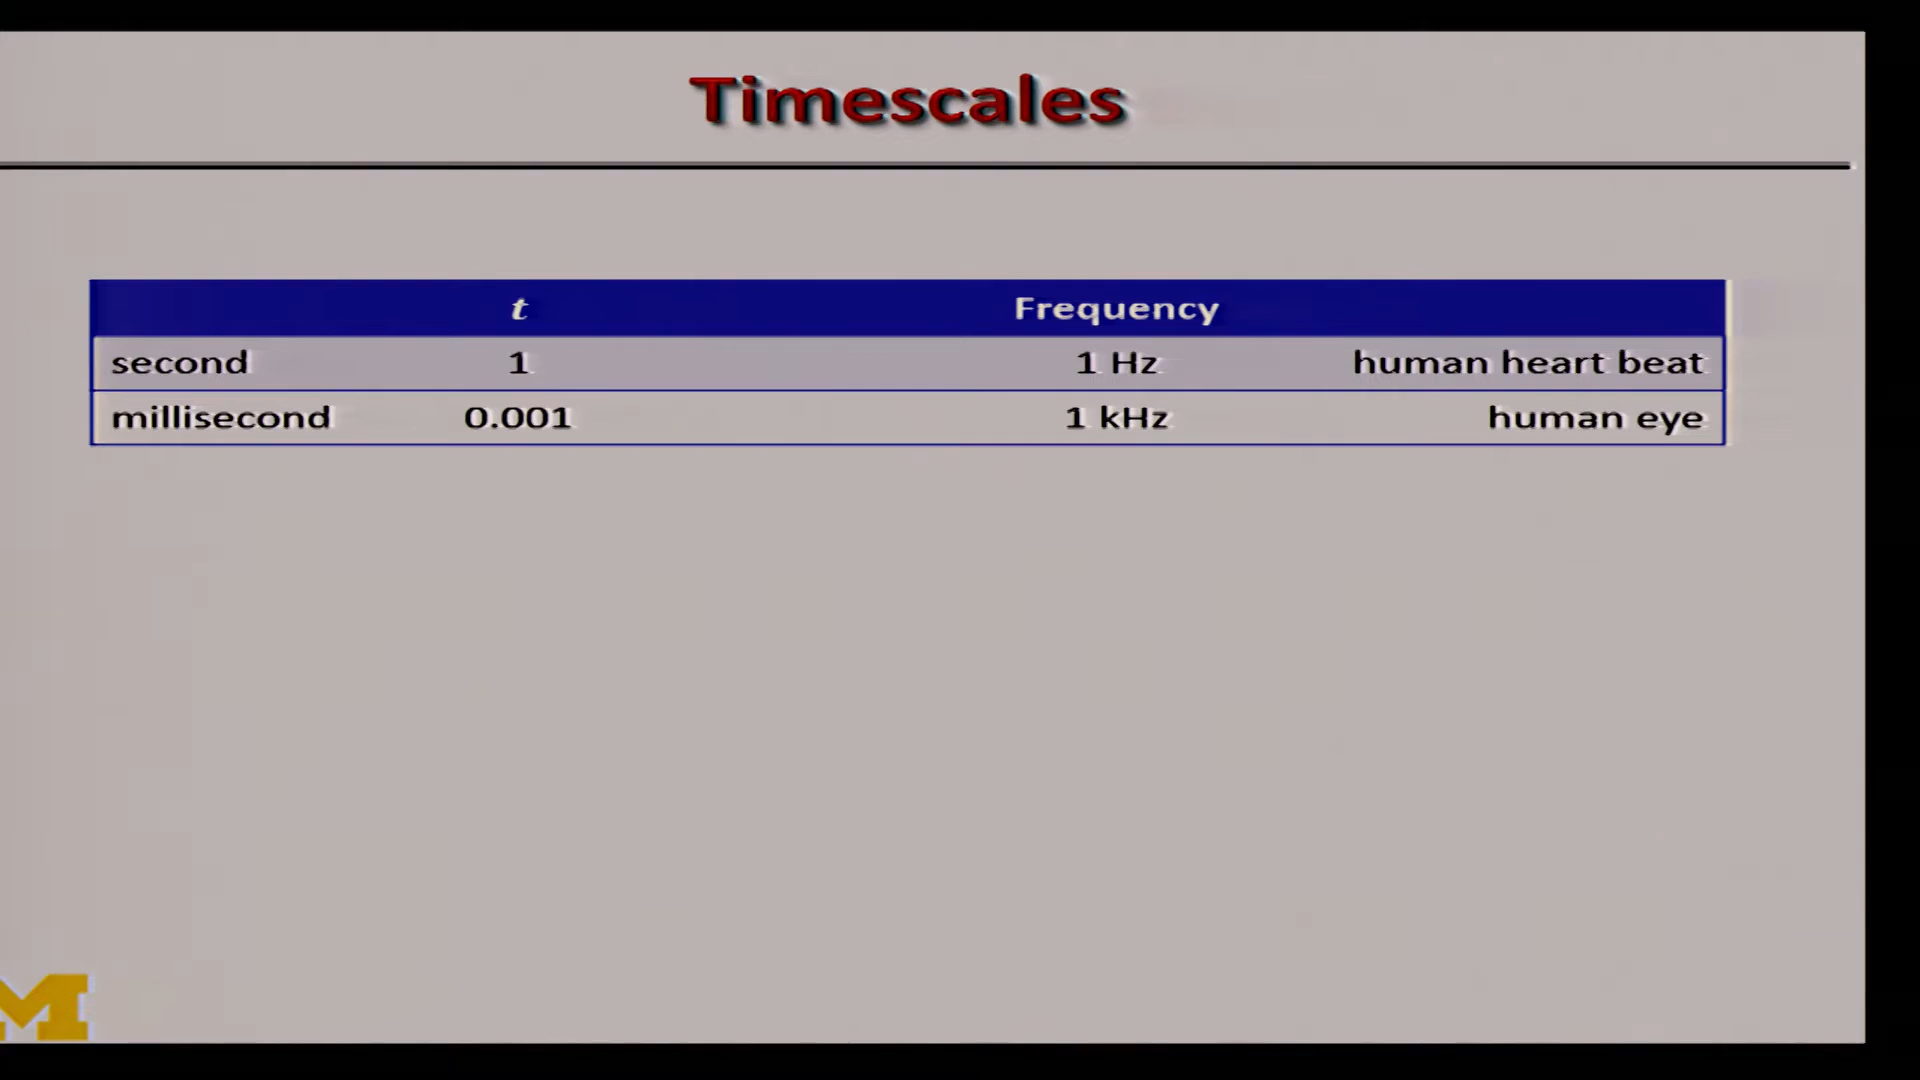 Timescales
t Frequency
second 1 1 Hz human heart beat
millisecond 0.001 1 kHz human eye
M